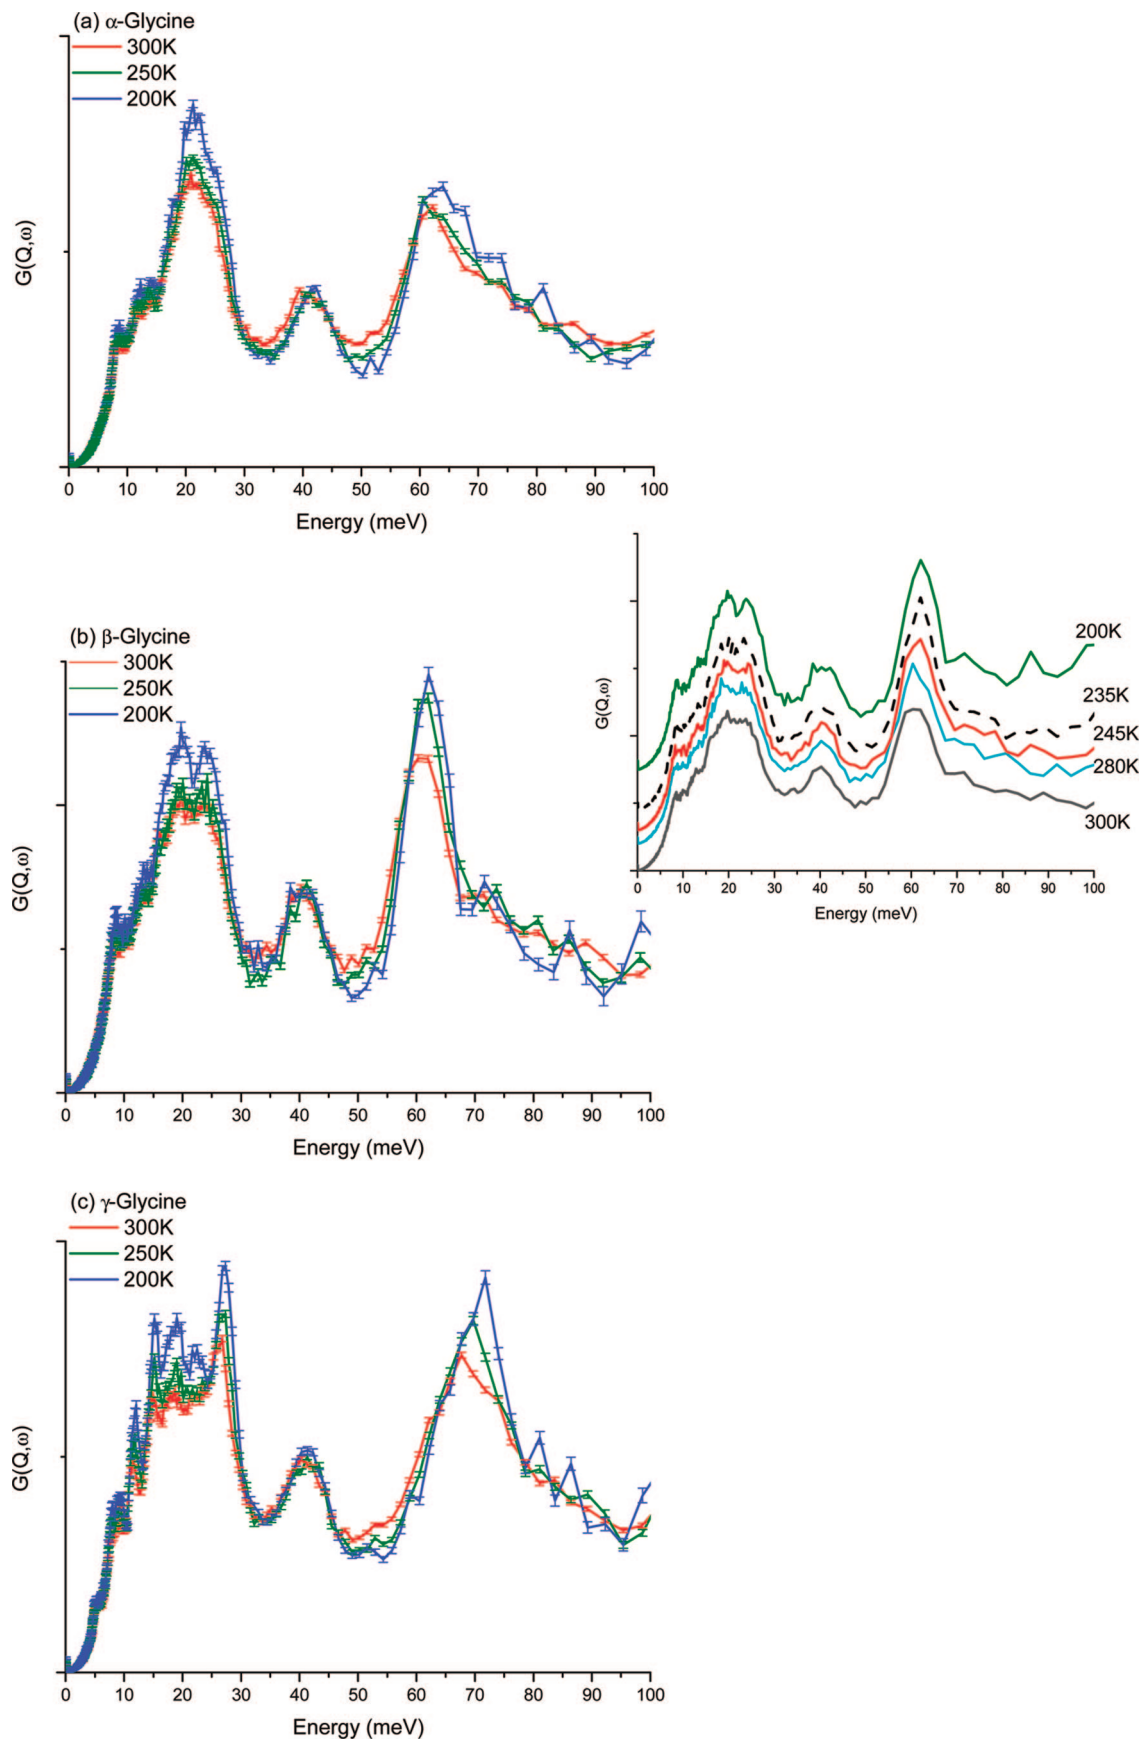 (a) α-Glycine
300K
250K
200K
G(Q,ω)
0 10 20 30 40 50 60 70 80 90 100
Energy (meV)
(b) β-Glycine
300K
250K
200K
G(Q,ω)
0 10 20 30 40 50 60 70 80 90 100
Energy (meV)
200K
235K
245K
280K
300K
G(Q,ω)
0 10 20 30 40 50 60 70 80 90 100
Energy (meV)
(c) γ-Glycine
300K
250K
200K
G(Q,ω)
0 10 20 30 40 50 60 70 80 90 100
Energy (meV)